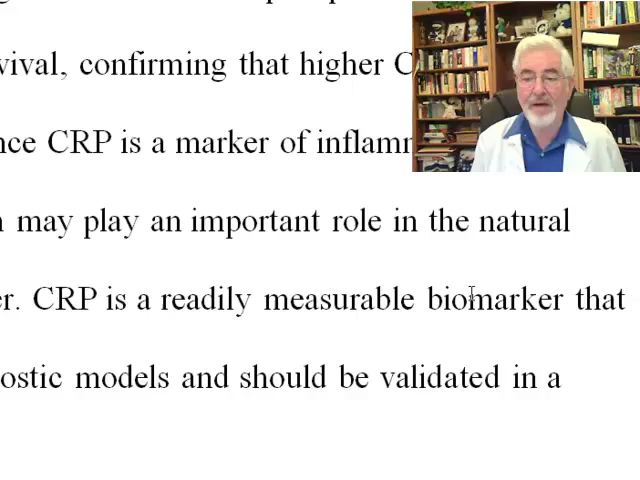 vival, confirming that higher C
nce CRP is a marker of inflamm
may play an important role in the natural
er. CRP is a readily measurable biomarker that
ostic models and should be validated in a